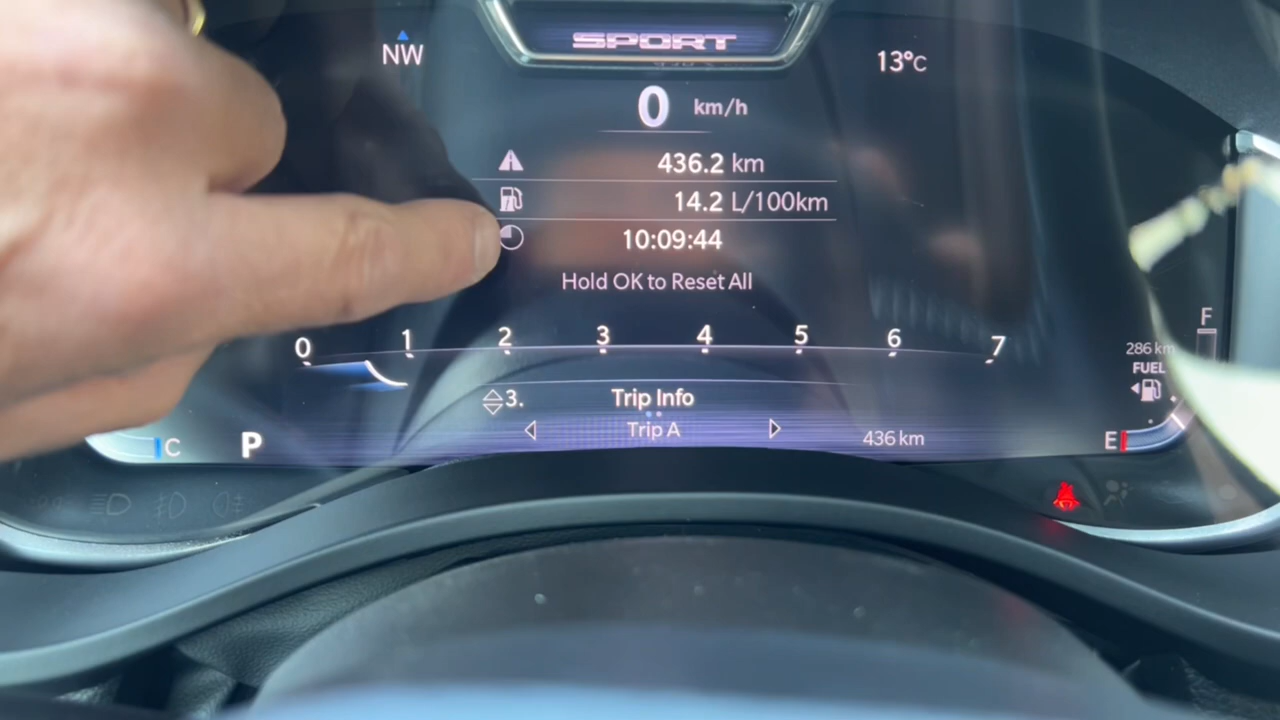 SPORT
NW
13°C
0 km/h
436.2 km
14.2 L/100km
10:09:44
Hold OK to Reset All
0 1 2 3 4 5 6 7
F
286 km
FUEL
3. Trip Info
Trip A
436 km
C
P
E